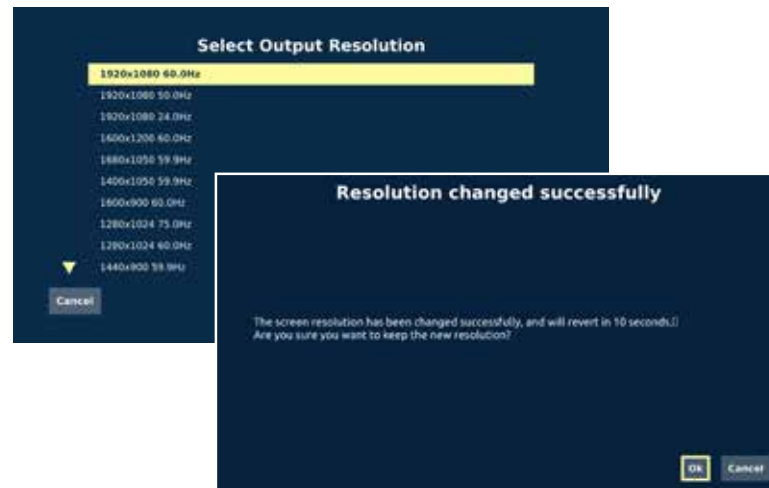 Select Output Resolution
1920x1080 60.0Hz
1920x1080 50.0Hz
1920x1080 24.0Hz
1600x1200 60.0Hz
1680x1050 59.9Hz
1400x1050 59.9Hz
1600x900 60.0Hz
1280x1024 75.0Hz
1280x1024 60.0Hz
1440x900 59.9Hz
Cancel
Resolution changed successfully
The screen resolution has been changed successfully, and will revert in 10 seconds.
Are you sure you want to keep the new resolution?
Ok Cancel